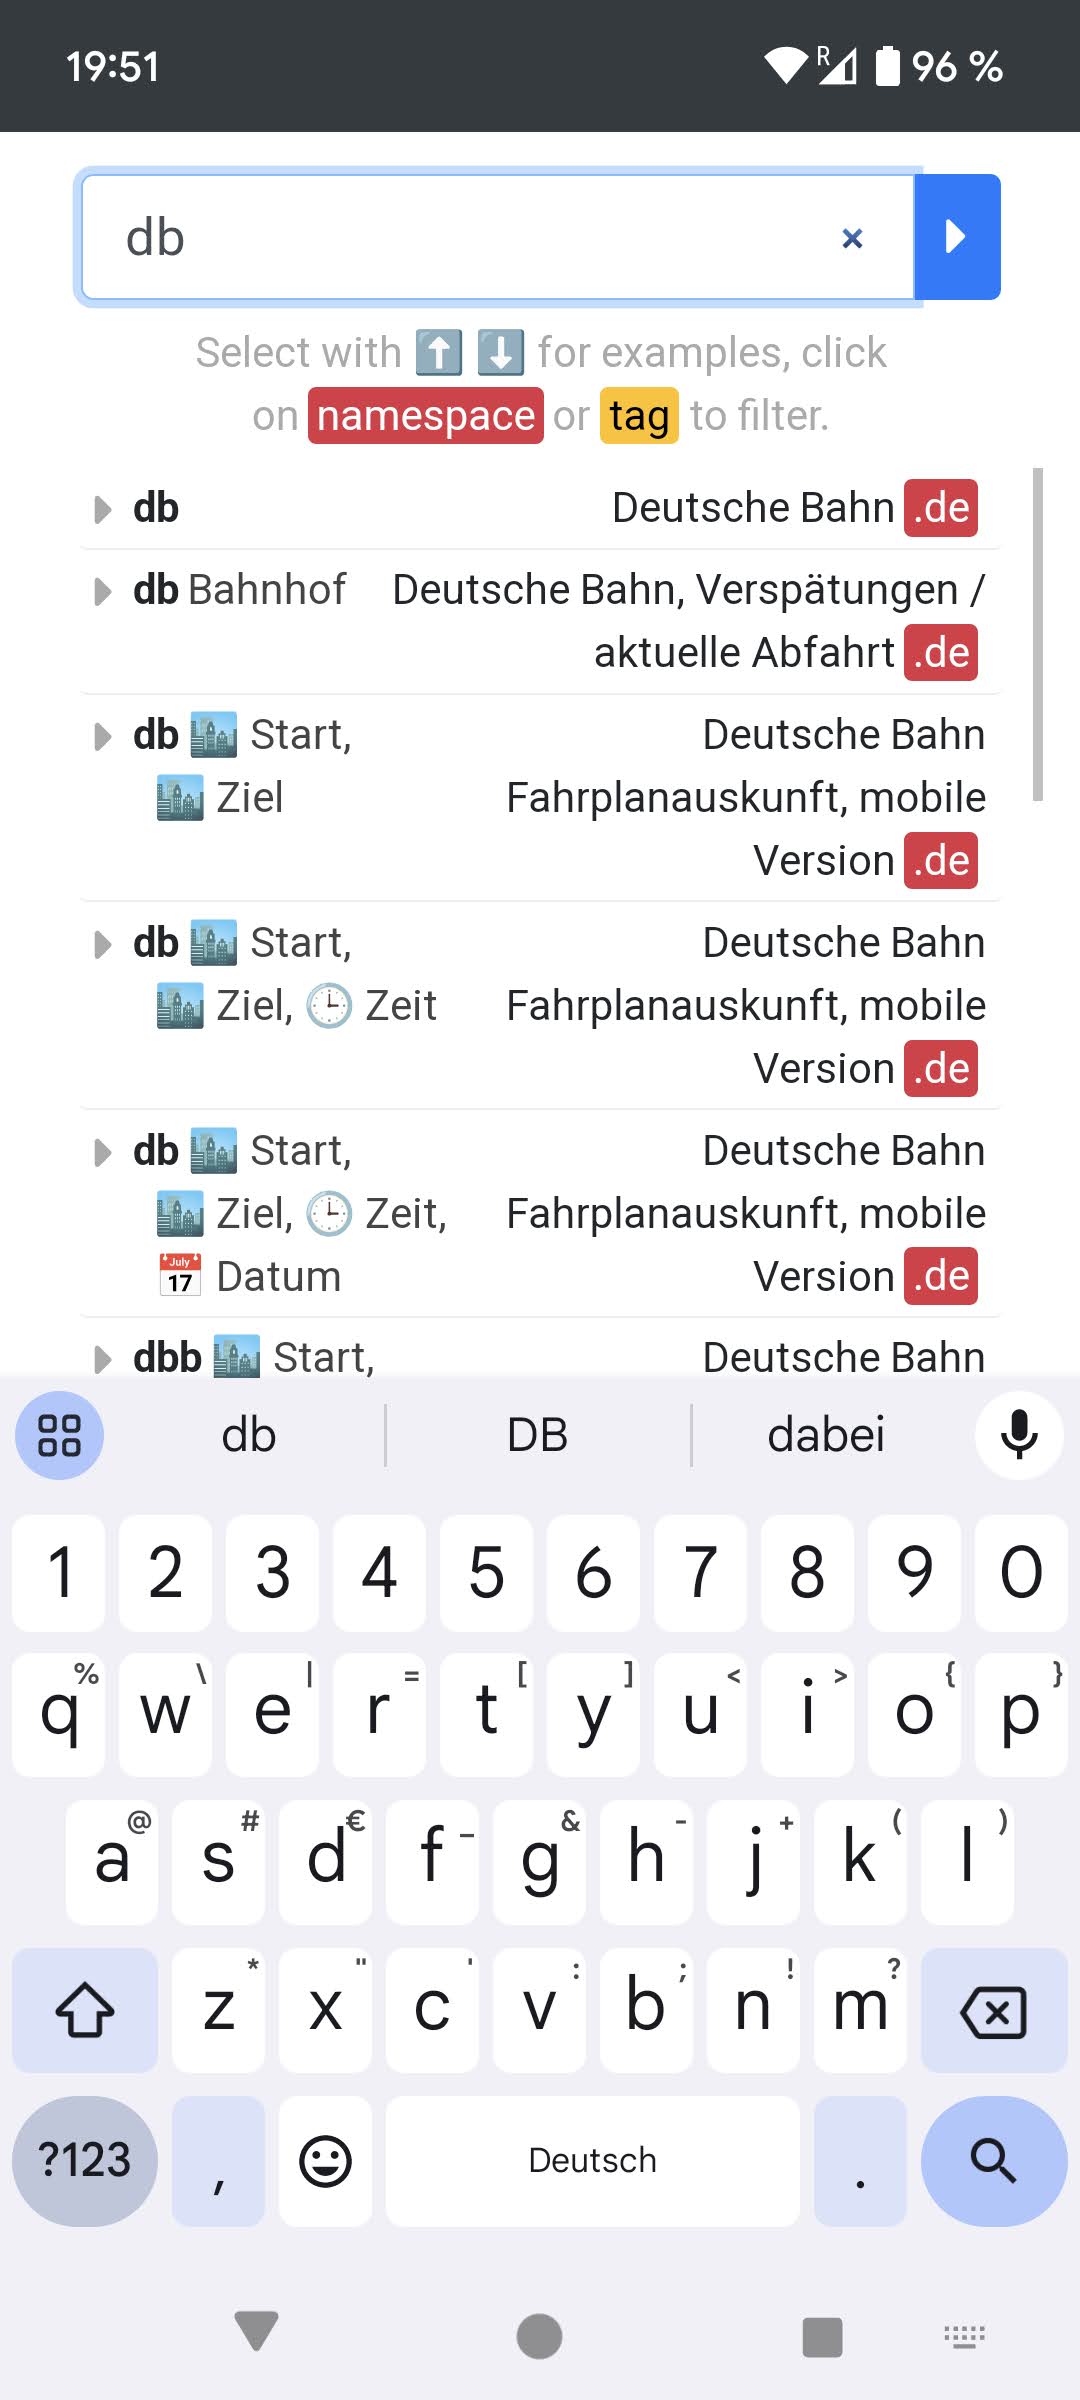 19:51 R 96 %
db ×
Select with ⬆️ ⬇️ for examples, click
on namespace or tag to filter.
db Deutsche Bahn .de
db Bahnhof Deutsche Bahn, Verspätungen /
aktuelle Abfahrt .de
db 🏙️ Start, Deutsche Bahn
🏙️ Ziel Fahrplanauskunft, mobile
Version .de
db 🏙️ Start, Deutsche Bahn
🏙️ Ziel, 🕒 Zeit Fahrplanauskunft, mobile
Version .de
db 🏙️ Start, Deutsche Bahn
🏙️ Ziel, 🕒 Zeit, Fahrplanauskunft, mobile
📅 Datum Version .de
dbb 🏙️ Start, Deutsche Bahn
db DB dabei
1 2 3 4 5 6 7 8 9 0
q % w \ e | r = t [ y ] u < i > o { p }
a @ s # d € f _ g & h - j + k ( l )
z * x " c ' v : b ; n ! m ?
?123 , Deutsch .